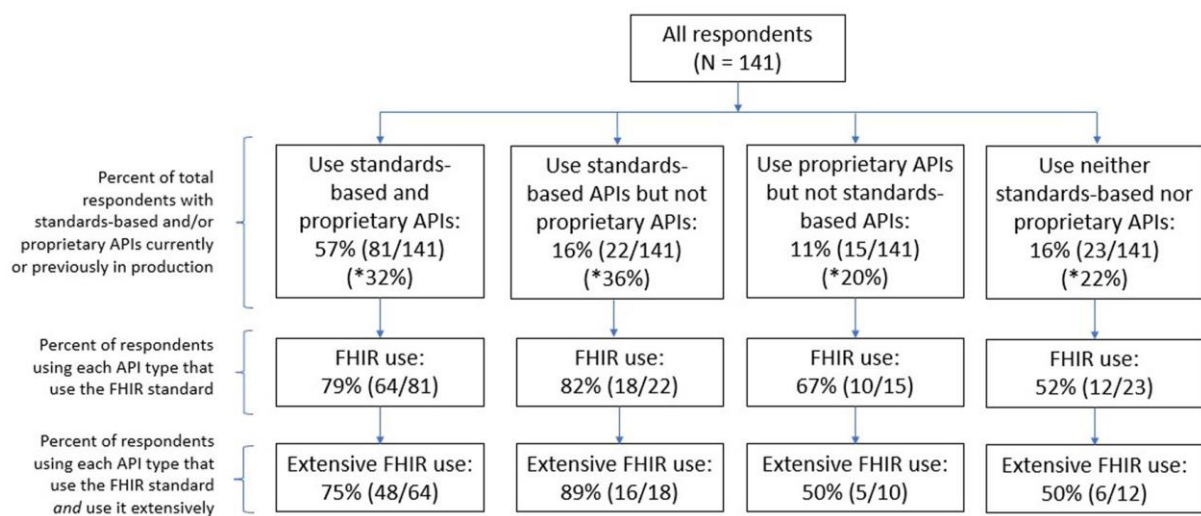 All respondents
(N = 141)
Percent of total
respondents with
standards-based and/or
proprietary APIs currently
or previously in production
Use standards-
based and
proprietary APIs:
57% (81/141)
(*32%)
Use standards-
based APIs but not
proprietary APIs:
16% (22/141)
(*36%)
Use proprietary APIs
but not standards-
based APIs:
11% (15/141)
(*20%)
Use neither
standards-based nor
proprietary APIs:
16% (23/141)
(*22%)
Percent of respondents
using each API type that
use the FHIR standard
FHIR use:
79% (64/81)
FHIR use:
82% (18/22)
FHIR use:
67% (10/15)
FHIR use:
52% (12/23)
Percent of respondents
using each API type that
use the FHIR standard
and use it extensively
Extensive FHIR use:
75% (48/64)
Extensive FHIR use:
89% (16/18)
Extensive FHIR use:
50% (5/10)
Extensive FHIR use:
50% (6/12)